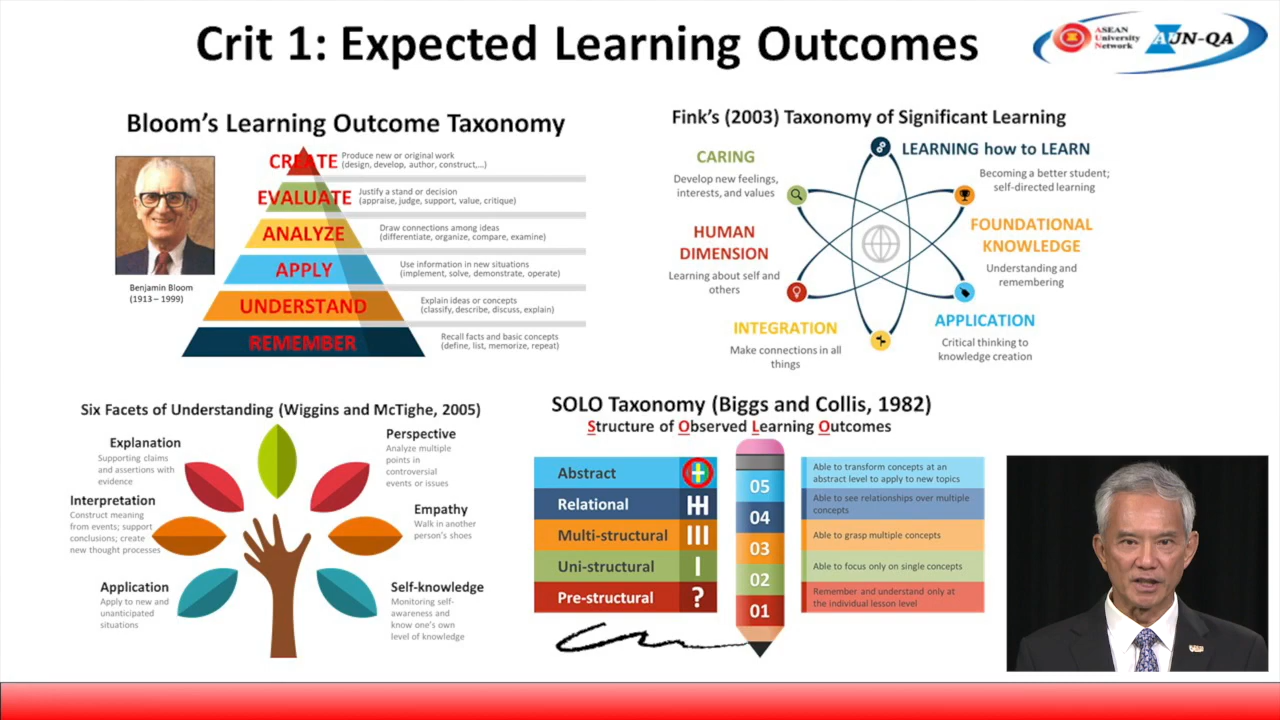 Crit 1: Expected Learning Outcomes
ASEAN
University
Network
AUN-QA
Bloom's Learning Outcome Taxonomy
CREATE
Produce new or original work
(design, develop, author, construct,...)
EVALUATE
Justify a stand or decision
(appraise, judge, support, value, critique)
ANALYZE
Draw connections among ideas
(differentiate, organize, compare, examine)
APPLY
Use information in new situations
(implement, solve, demonstrate, operate)
UNDERSTAND
Explain ideas or concepts
(classify, describe, discuss, explain)
REMEMBER
Recall facts and basic concepts
(define, list, memorize, repeat)
Benjamin Bloom
(1913 – 1999)
Fink's (2003) Taxonomy of Significant Learning
CARING
Develop new feelings,
interests, and values
HUMAN
DIMENSION
Learning about self and
others
INTEGRATION
Make connections in all
things
LEARNING how to LEARN
Becoming a better student;
self-directed learning
FOUNDATIONAL
KNOWLEDGE
Understanding and
remembering
APPLICATION
Critical thinking to
knowledge creation
Six Facets of Understanding (Wiggins and McTighe, 2005)
Explanation
Supporting claims
and assertions with
evidence
Interpretation
Construct meaning
from events; support
conclusions; create
new thought processes
Application
Apply to new and
unanticipated
situations
Perspective
Analyze multiple
points in
controversial
events or issues
Empathy
Walk in another
person's shoes
Self-knowledge
Monitoring self-
awareness and
know one's own
level of knowledge
SOLO Taxonomy (Biggs and Collis, 1982)
Structure of Observed Learning Outcomes
Abstract
05
Able to transform concepts at an
abstract level to apply to new topics
Relational
04
Able to see relationships over multiple
concepts
Multi-structural
03
Able to grasp multiple concepts
Uni-structural
02
Able to focus only on single concepts
Pre-structural
?
01
Remember and understand only at
the individual lesson level